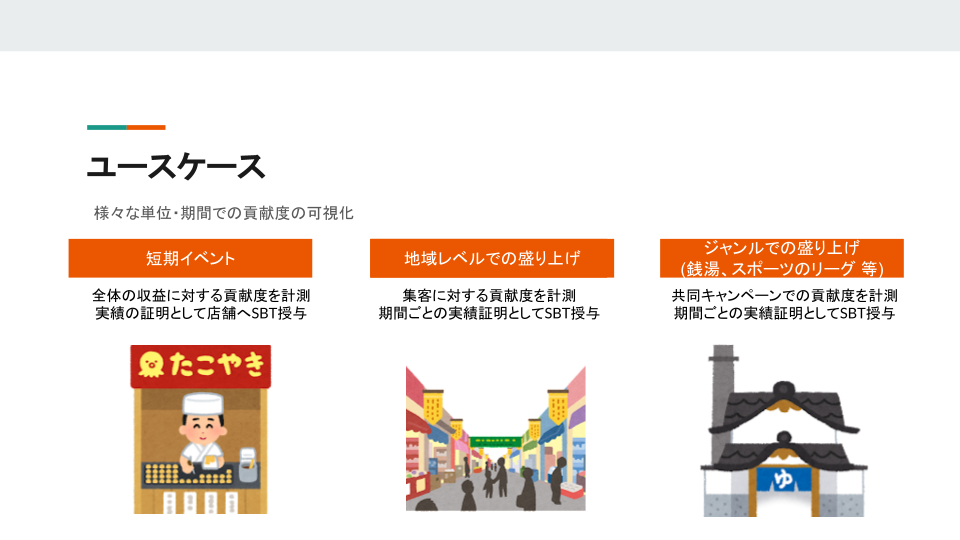 ユースケース
様々な単位・期間での貢献度の可視化
短期イベント
全体の収益に対する貢献度を計測
実績の証明として店舗へSBT授与
地域レベルでの盛り上げ
集客に対する貢献度を計測
期間ごとの実績証明としてSBT授与
ジャンルでの盛り上げ
(銭湯、スポーツのリーグ 等)
共同キャンペーンでの貢献度を計測
期間ごとの実績証明としてSBT授与
たこやき
ゆ